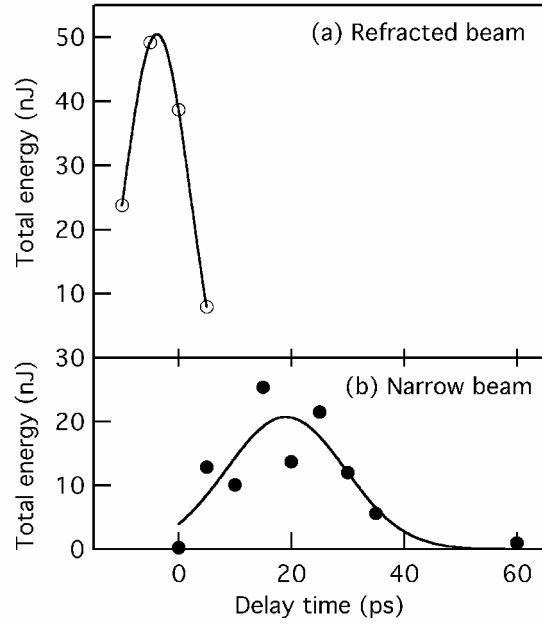 (a) Refracted beam
50
40
30
20
10
Total energy (nJ)
(b) Narrow beam
30
20
10
0
Total energy (nJ)
0 20 40 60
Delay time (ps)